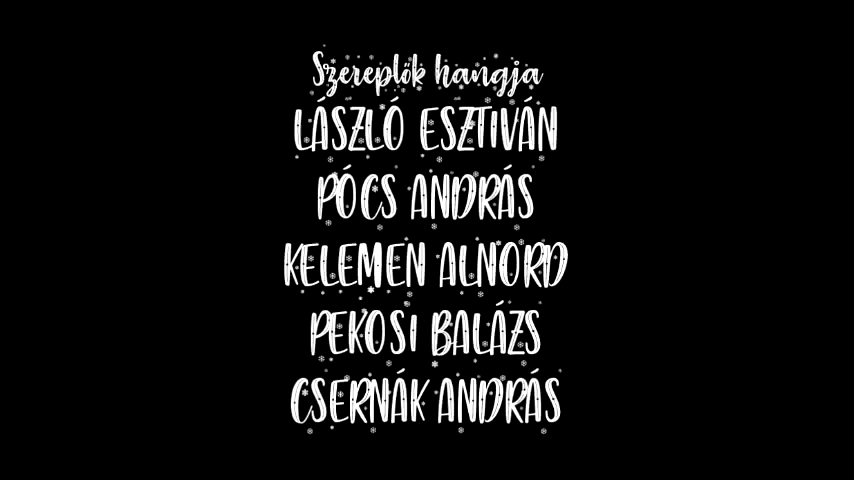 Szereplők hangja
LÁSZLÓ ESZTIVÁN
PÓCS ANDRÁS
KELEMEN ALNORD
PEKOSI BALÁZS
CSERNÁK ANDRÁS